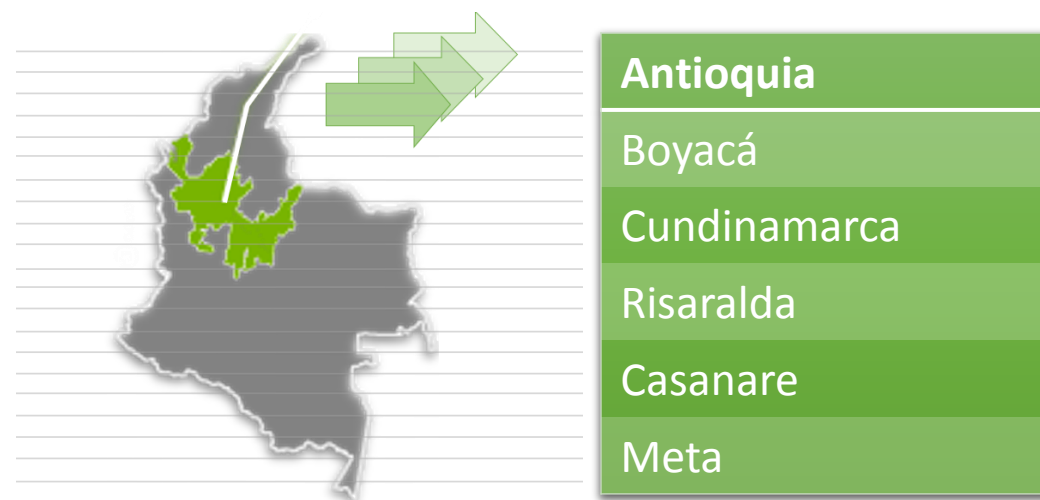 Antioquia
Boyacá
Cundinamarca
Risaralda
Casanare
Meta